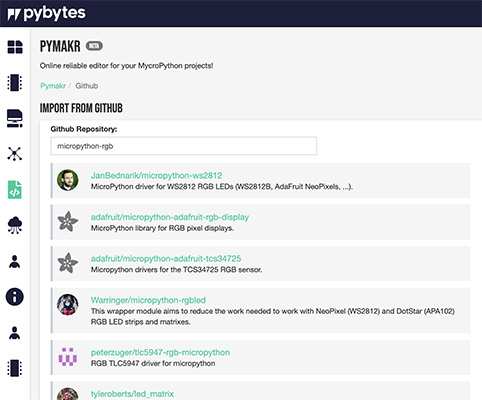 pybytes
PYMAKR BETA
Online reliable editor for your MycroPython projects!
Pymakr / Github
IMPORT FROM GITHUB
Github Repository:
micropython-rgb
JanBednarik/micropython-ws2812
MicroPython driver for WS2812 RGB LEDs (WS2812B, AdaFruit NeoPixels, ...).
adafruit/micropython-adafruit-rgb-display
MicroPython library for RGB pixel displays.
adafruit/micropython-adafruit-tcs34725
Micropython drivers for the TCS34725 RGB sensor.
Warringer/micropython-rgbled
This wrapper module aims to reduce the work needed to work with NeoPixel (WS2812) and DotStar (APA102)
RGB LED strips and matrixes.
peterzuger/tlc5947-rgb-micropython
RGB TLC5947 driver for micropython
tyleroberts/led_matrix